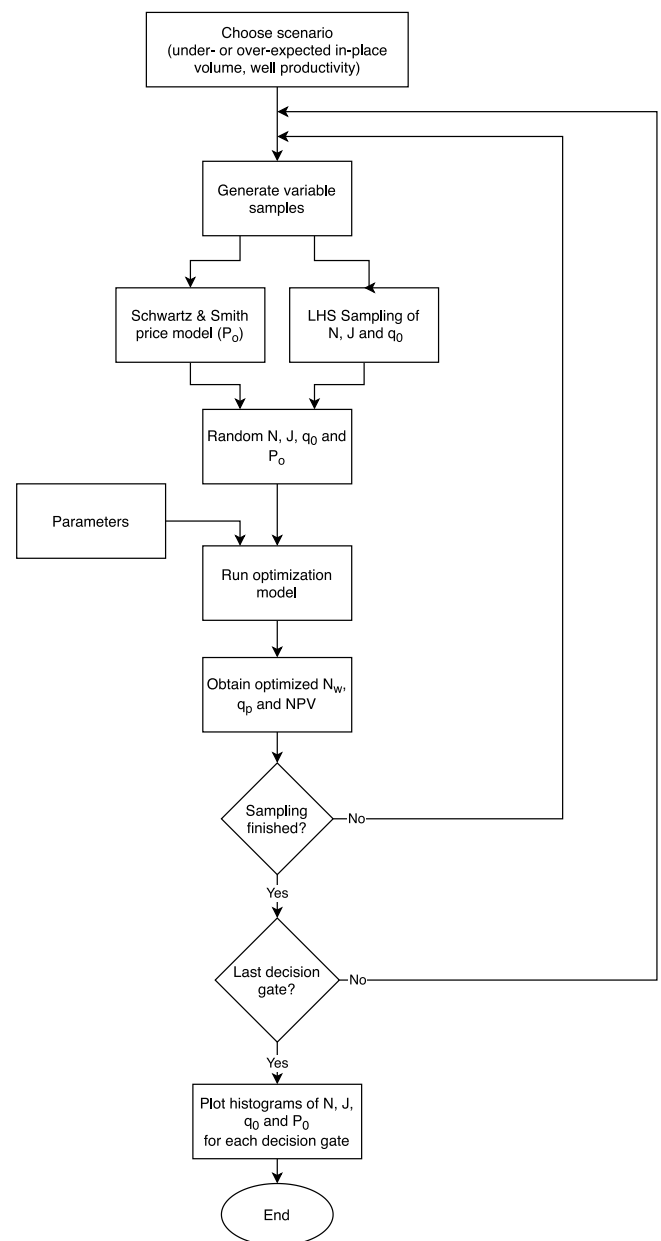 Choose scenario
(under- or over-expected in-place
volume, well productivity)
Generate variable
samples
Schwartz & Smith
price model (Pₒ)
LHS Sampling of
N, J and q₀
Random N, J, q₀ and
Pₒ
Parameters
Run optimization
model
Obtain optimized N_w,
qₚ and NPV
Sampling
finished?
No
Yes
Last decision
gate?
No
Yes
Plot histograms of N, J,
q₀ and P₀
for each decision gate
End